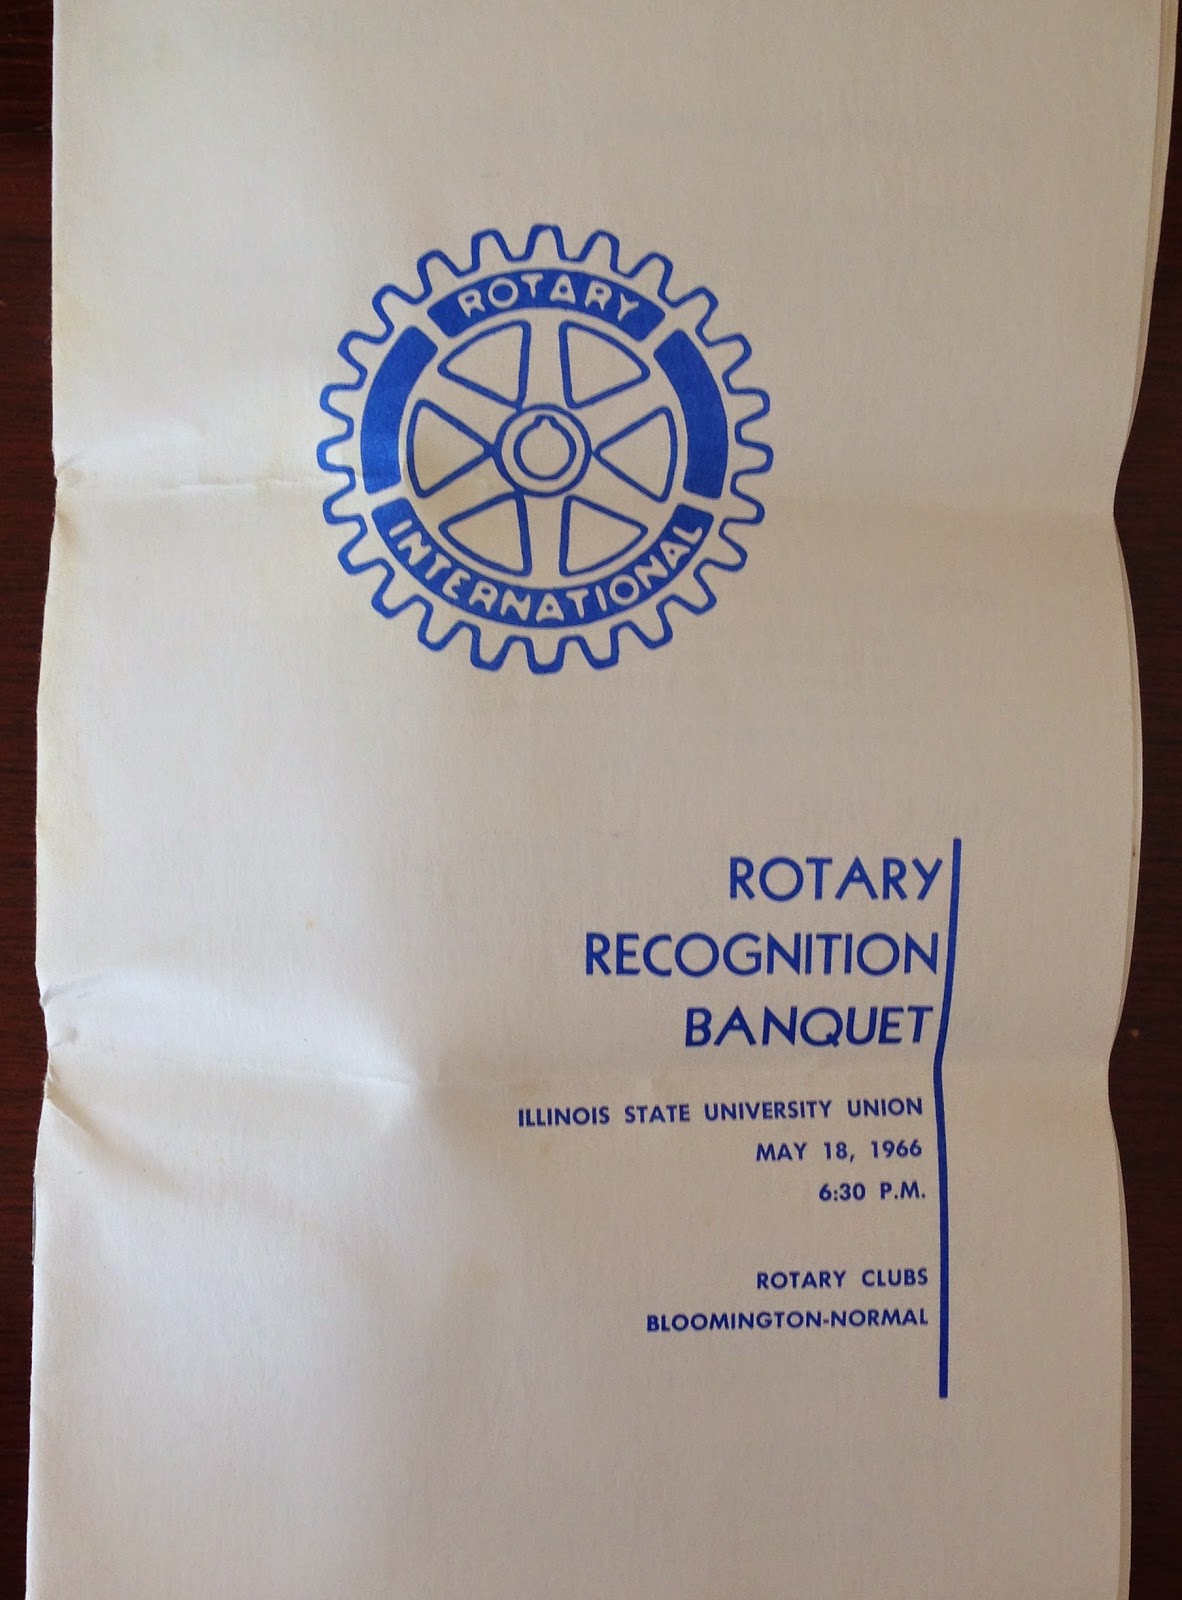 ROTARY
INTERNATIONAL
ROTARY
RECOGNITION
BANQUET
ILLINOIS STATE UNIVERSITY UNION
MAY 18, 1966
6:30 P.M.
ROTARY CLUBS
BLOOMINGTON-NORMAL